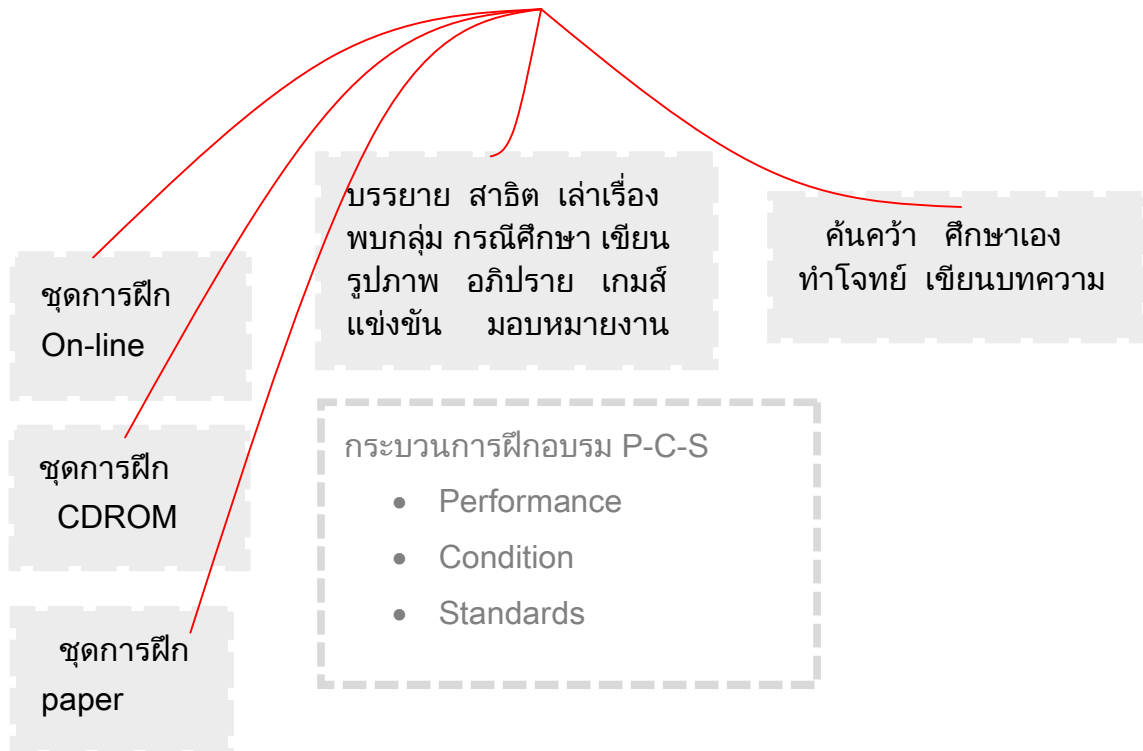 บรรยาย สาธิต เล่าเรื่อง
พบกลุ่ม กรณีศึกษา เขียน
รูปภาพ อภิปราย เกมส์
แข่งขัน มอบหมายงาน
ค้นคว้า ศึกษาเอง
ทำโจทย์ เขียนบทความ
ชุดการฝึก
On-line
ชุดการฝึก
CDROM
ชุดการฝึก
paper
กระบวนการฝึกอบรม P-C-S
• Performance
• Condition
• Standards